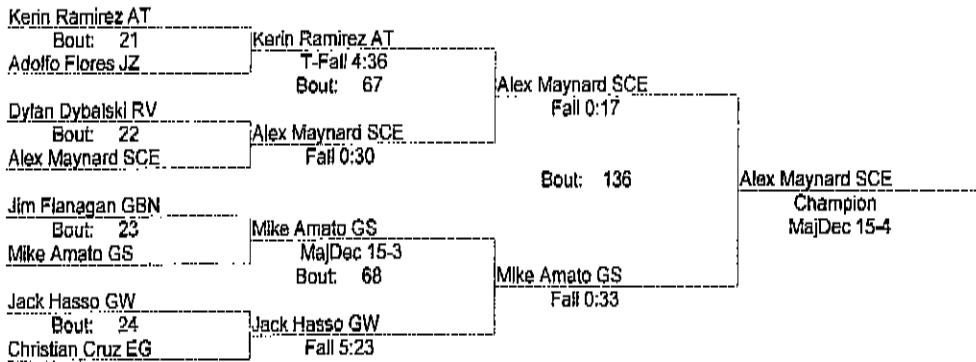 Kerin Ramirez AT
Bout: 21
Adolfo Flores JZ
Kerin Ramirez AT
T-Fall 4:36
Bout: 67
Dylan Dybalski RV
Bout: 22
Alex Maynard SCE
Alex Maynard SCE
Fall 0:30
Alex Maynard SCE
Fall 0:17
Bout: 136
Jim Flanagan GBN
Bout: 23
Mike Amato GS
Mike Amato GS
MajDec 15-3
Bout: 68
Jack Hasso GW
Bout: 24
Christian Cruz EG
Jack Hasso GW
Fall 5:23
Mike Amato GS
Fall 0:33
Alex Maynard SCE
Champion
MajDec 15-4